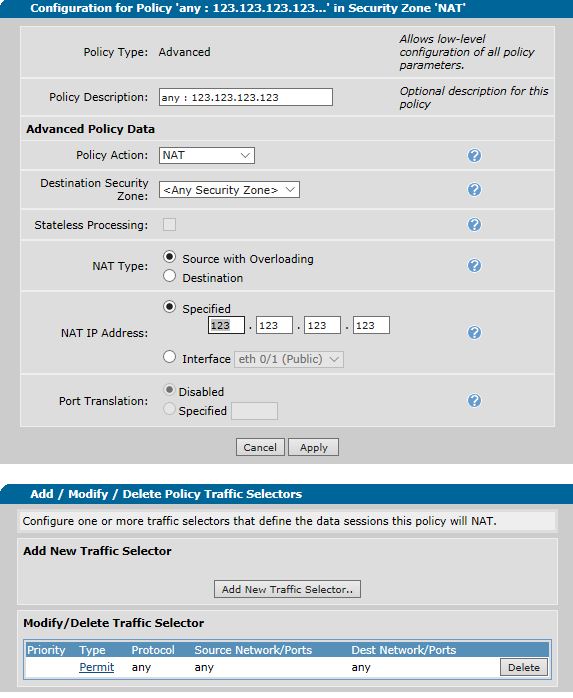 Configuration for Policy 'any : 123.123.123.123...' in Security Zone 'NAT'
Policy Type: Advanced
Allows low-level
configuration of all policy
parameters.
Policy Description: any : 123.123.123.123
Optional description for this
policy
Advanced Policy Data
Policy Action: NAT
?
Destination Security
Zone: <Any Security Zone>
?
Stateless Processing:
?
NAT Type:
Source with Overloading
Destination
?
NAT IP Address:
Specified
123 . 123 . 123 . 123
Interface eth 0/1 (Public)
?
Port Translation:
Disabled
Specified
?
Cancel Apply
Add / Modify / Delete Policy Traffic Selectors
Configure one or more traffic selectors that define the data sessions this policy will NAT.
Add New Traffic Selector
Add New Traffic Selector..
Modify/Delete Traffic Selector
Priority Type Protocol Source Network/Ports Dest Network/Ports
Permit any any any Delete